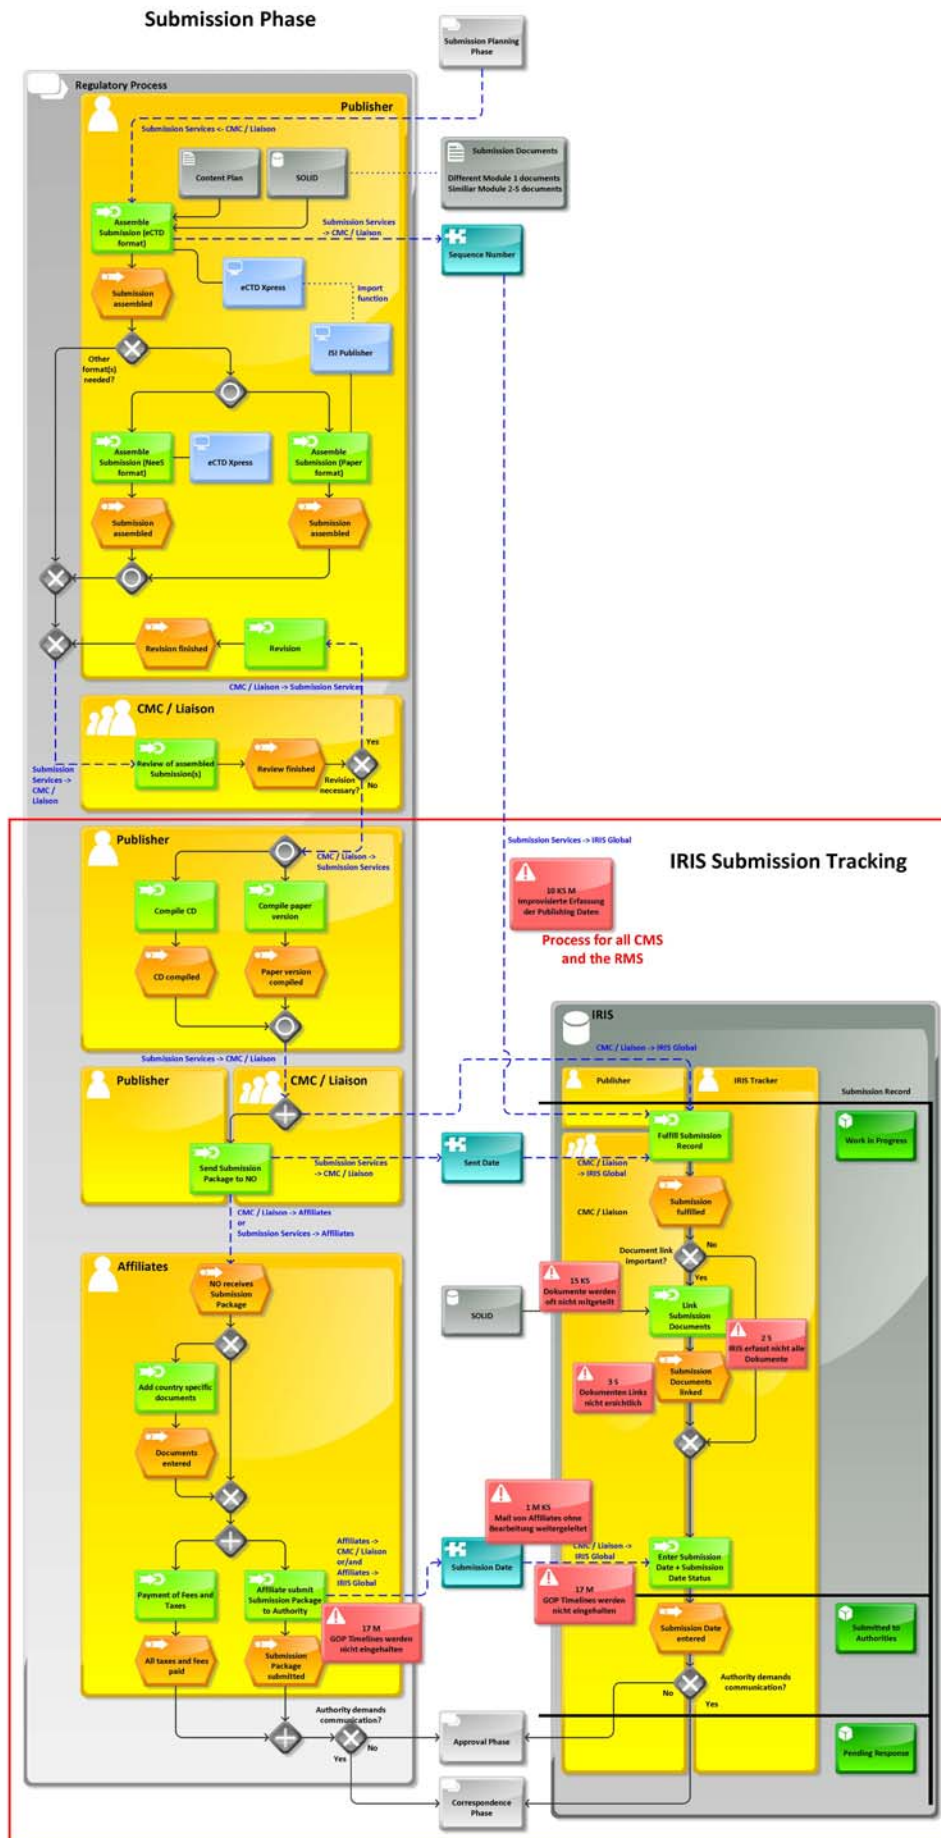 Submission Phase
Submission Planning
Phase
Regulatory Process
Publisher
Submission Services <- CMC / Liaison
Content Plan
SOLID
Submission Documents
Different Module 1 documents
Similiar Module 2-5 documents
Assemble
Submission (eCTD
format)
Submission Services
-> CMC / Liaison
Sequence Number
Submission
assembled
eCTD Xpress
Import
function
ISI Publisher
Other
format(s)
needed?
Assemble
Submission (NeeS
format)
eCTD Xpress
Assemble
Submission (Paper
format)
Submission
assembled
Submission
assembled
Revision finished
Revision
CMC / Liaison -> Submission Services
CMC / Liaison
Yes
Review of assembled
Submission(s)
Review finished
Revision
necessary?
No
Submission
Services ->
CMC /
Liaison
Publisher
CMC / Liaison ->
Submission Services
Submission Services -> IRIS Global
IRIS Submission Tracking
Compile CD
Compile paper
version
10 KS M
Improvisierte Erfassung
der Publishing Daten
Process for all CMS
and the RMS
CD compiled
Paper version
compiled
IRIS
Submission Services -> CMC / Liaison
CMC / Liaison -> IRIS Global
Publisher
CMC / Liaison
Publisher
IRIS Tracker
Submission Record
Fulfill Submission
Record
Work in Progress
Send Submission
Package to NO
Submission Services
-> CMC / Liaison
Sent Date
CMC / Liaison
-> IRIS Global
CMC / Liaison
Submission
fulfilled
CMC / Liaison -> Affiliates
or
Submission Services -> Affiliates
Document link
important?
No
Yes
Affiliates
NO receives
Submission
Package
15 KS
Dokumente werden
oft nicht mitgeteilt
SOLID
Link
Submission
Documents
2 S
IRIS erfasst nicht alle
Dokumente
Add country specific
documents
3 S
Dokumenten Links
nicht ersichtlich
Submission
Documents
linked
Documents
entered
1 M KS
Mail von Affiliates ohne
Bearbeitung weitergeleitet
Affiliates ->
CMC / Liaison
or/and
Affiliates ->
IRIS Global
Submission Date
CMC / Liaison ->
IRIS Global
Enter Submission
Date + Submission
Date Status
Payment of Fees and
Taxes
Affiliate submit
Submission Package
to Authority
17 M
GOP Timelines werden
nicht eingehalten
17 M
GOP Timelines werden
nicht eingehalten
Submission Date
entered
Submitted to
Authorities
All taxes and fees
paid
Submission
Package
submitted
Authority demands
communication?
No
Yes
Authority demands
communication?
No
Yes
Approval Phase
Pending Response
Correspondence
Phase